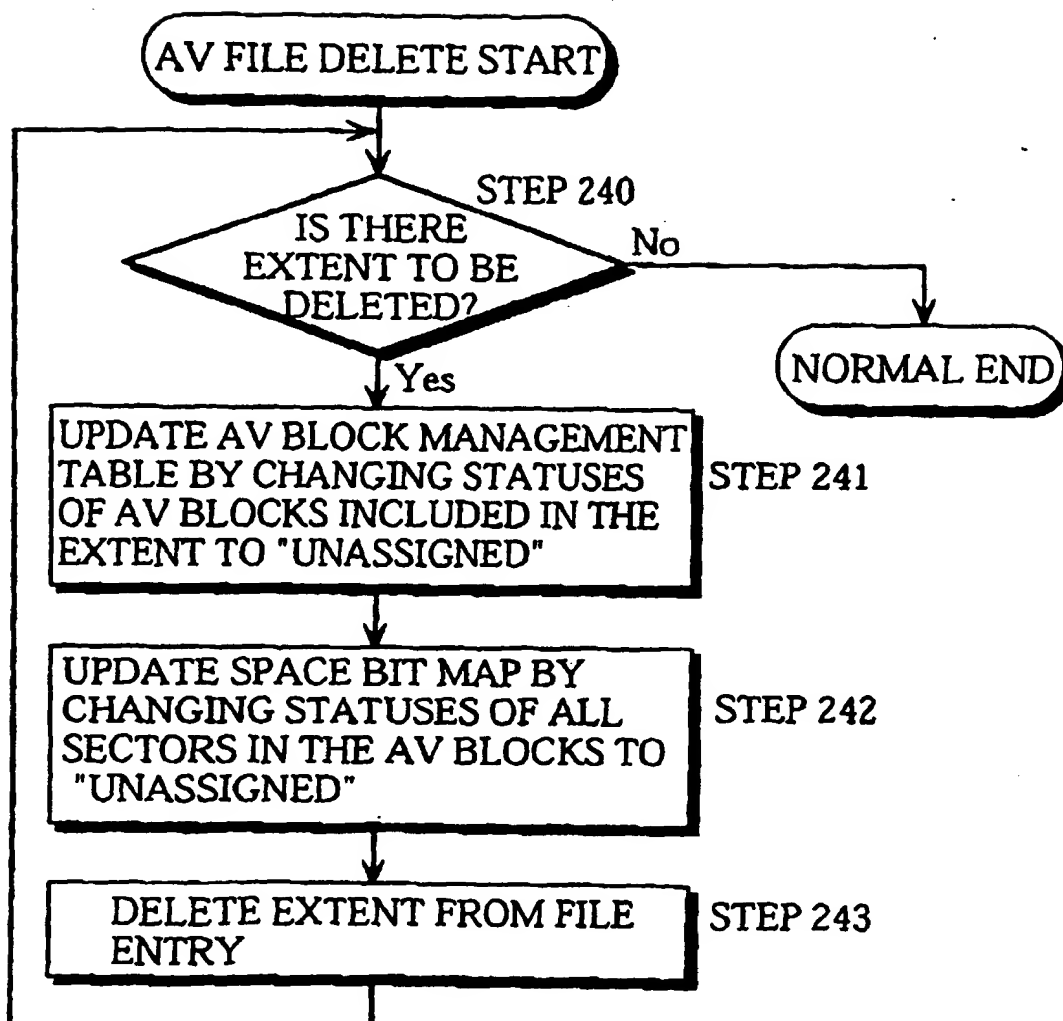 AV FILE DELETE START
STEP 240
IS THERE
EXTENT TO BE
DELETED?
No
NORMAL END
Yes
UPDATE AV BLOCK MANAGEMENT
TABLE BY CHANGING STATUSES
OF AV BLOCKS INCLUDED IN THE
EXTENT TO "UNASSIGNED"
STEP 241
UPDATE SPACE BIT MAP BY
CHANGING STATUSES OF ALL
SECTORS IN THE AV BLOCKS TO
"UNASSIGNED"
STEP 242
DELETE EXTENT FROM FILE
ENTRY
STEP 243